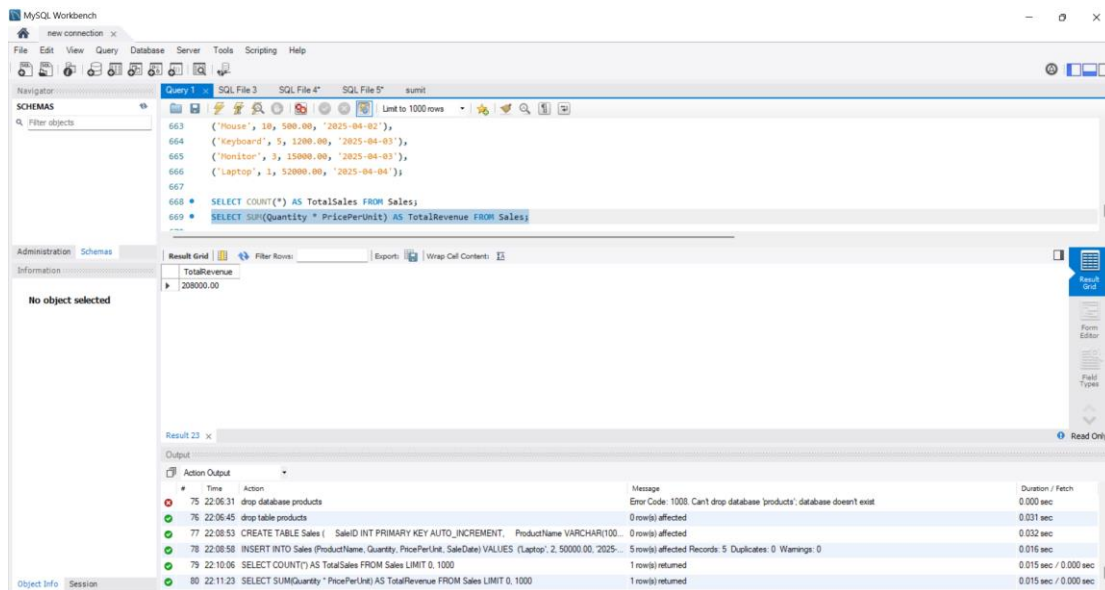 MySQL Workbench
new connection ×
File Edit View Query Database Server Tools Scripting Help
Navigator
SCHEMAS
Filter objects
Query 1 × SQL File 3 SQL File 4* SQL File 5* sumit
Limit to 1000 rows
663 ('Mouse', 10, 500.00, '2025-04-02'),
664 ('Keyboard', 5, 1200.00, '2025-04-03'),
665 ('Monitor', 3, 15000.00, '2025-04-03'),
666 ('Laptop', 1, 52000.00, '2025-04-04');
667
668 SELECT COUNT(*) AS TotalSales FROM Sales;
669 SELECT SUM(Quantity * PricePerUnit) AS TotalRevenue FROM Sales;
Administration Schemas
Information
No object selected
Result Grid Filter Rows: Export: Wrap Cell Content:
TotalRevenue
208000.00
Result Grid
Form Editor
Field Types
Result 23 ×
Read Only
Output
Action Output
# Time Action Message Duration / Fetch
75 22:06:31 drop database products Error Code: 1008. Can't drop database 'products'; database doesn't exist 0.000 sec
76 22:06:45 drop table products 0 row(s) affected 0.031 sec
77 22:08:53 CREATE TABLE Sales ( SaleID INT PRIMARY KEY AUTO_INCREMENT, ProductName VARCHAR(100... 0 row(s) affected 0.032 sec
78 22:08:58 INSERT INTO Sales (ProductName, Quantity, PricePerUnit, SaleDate) VALUES ('Laptop', 2, 50000.00, '2025-... 5 row(s) affected Records: 5 Duplicates: 0 Warnings: 0 0.016 sec
79 22:10:06 SELECT COUNT(*) AS TotalSales FROM Sales LIMIT 0, 1000 1 row(s) returned 0.015 sec / 0.000 sec
80 22:11:23 SELECT SUM(Quantity * PricePerUnit) AS TotalRevenue FROM Sales LIMIT 0, 1000 1 row(s) returned 0.015 sec / 0.000 sec
Object Info Session